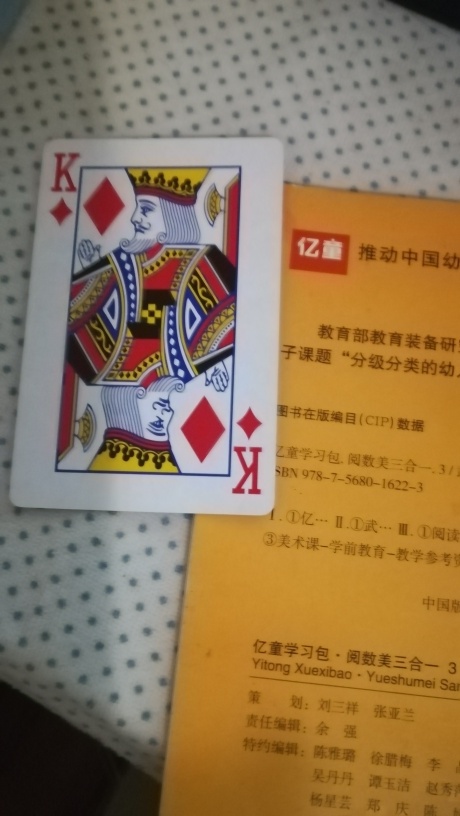 K
亿童 推动中国幼
教育部教育装备研
子课题“分级分类的幼
图书在版编目(CIP)数据
亿童学习包.阅数美三合一.3/
ISBN 978-7-5680-1622-3
Ⅰ.①亿… Ⅱ.①武… Ⅲ.①阅读
③美术课-学前教育-教学参考资
中国版
亿童学习包·阅数美三合一 3
Yitong Xuexibao·Yueshumei San
策 划:刘三祥 张亚兰
责任编辑:余 强
特约编辑:陈雅璐 徐腊梅 李
吴丹丹 谭玉洁 赵秀
杨星芸 郑 庆 陈
K